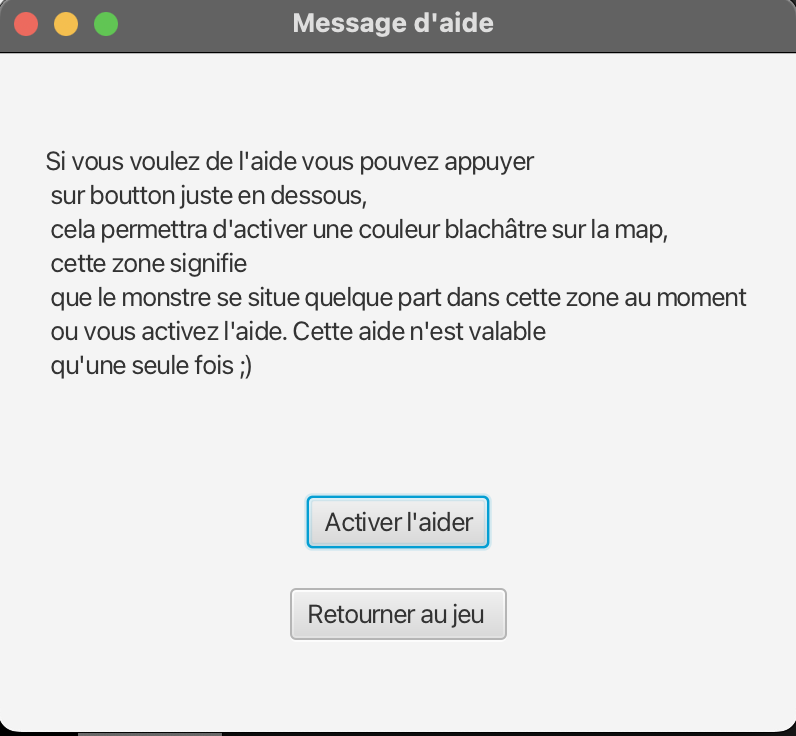 Message d'aide
Si vous voulez de l'aide vous pouvez appuyer
sur boutton juste en dessous,
cela permettra d'activer une couleur blachâtre sur la map,
cette zone signifie
que le monstre se situe quelque part dans cette zone au moment
ou vous activez l'aide. Cette aide n'est valable
qu'une seule fois ;)
Activer l'aider
Retourner au jeu